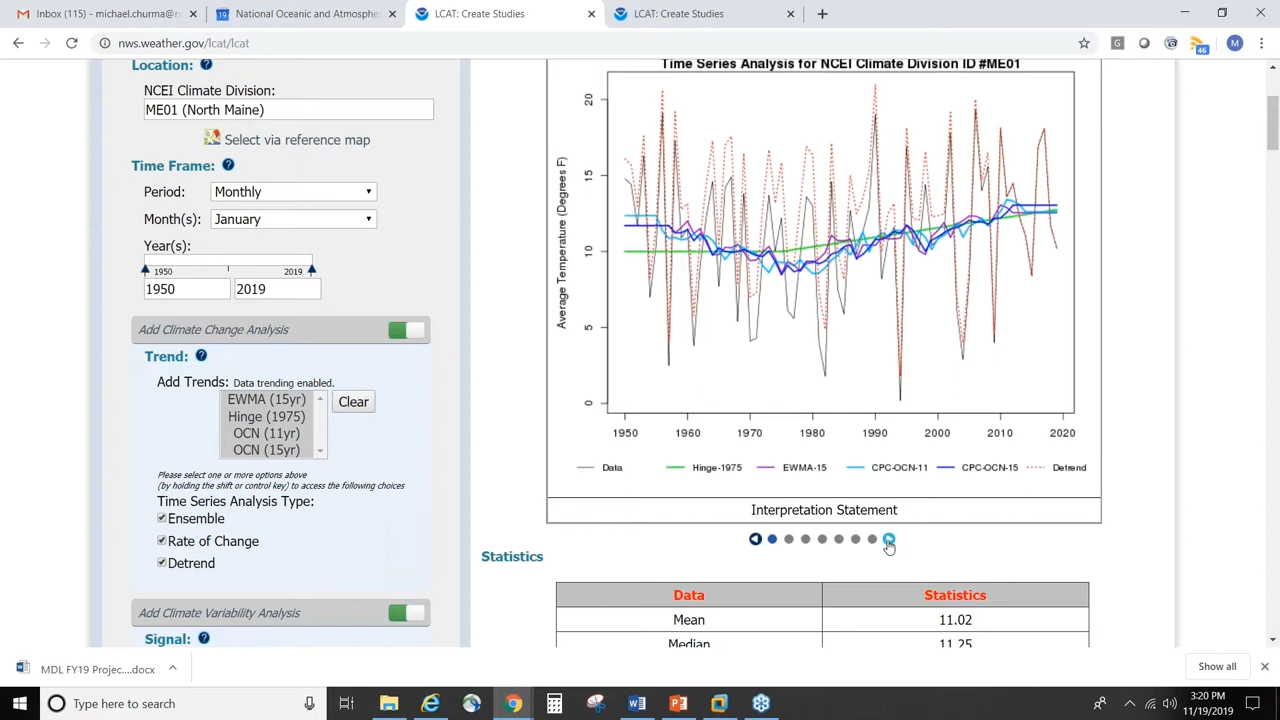 Inbox (115) - michael.churma@n
National Oceanic and Atmosphe
LCAT: Create Studies
LCAT: Create Studies
nws.weather.gov/lcat/lcat
G
46
M
Location:
NCEI Climate Division:
ME01 (North Maine)
Select via reference map
Time Frame:
Period: Monthly
Month(s): January
Year(s):
1950 2019
1950 2019
Add Climate Change Analysis
Trend:
Add Trends: Data trending enabled.
EWMA (15yr)
Hinge (1975)
OCN (11yr)
OCN (15yr)
Clear
Please select one or more options above
(by holding the shift or control key) to access the following choices
Time Series Analysis Type:
Ensemble
Rate of Change
Detrend
Add Climate Variability Analysis
Signal:
Time Series Analysis for NCEI Climate Division ID #ME01
Average Temperature (Degrees F)
20
15
10
5
0
1950 1960 1970 1980 1990 2000 2010 2020
Data Hinge-1975 EWMA-15 CPC-OCN-11 CPC-OCN-15 Detrend
Interpretation Statement
Statistics
Data Statistics
Mean 11.02
Median 11.25
MDL FY19 Projec....docx
Show all
Type here to search
3:20 PM
11/19/2019